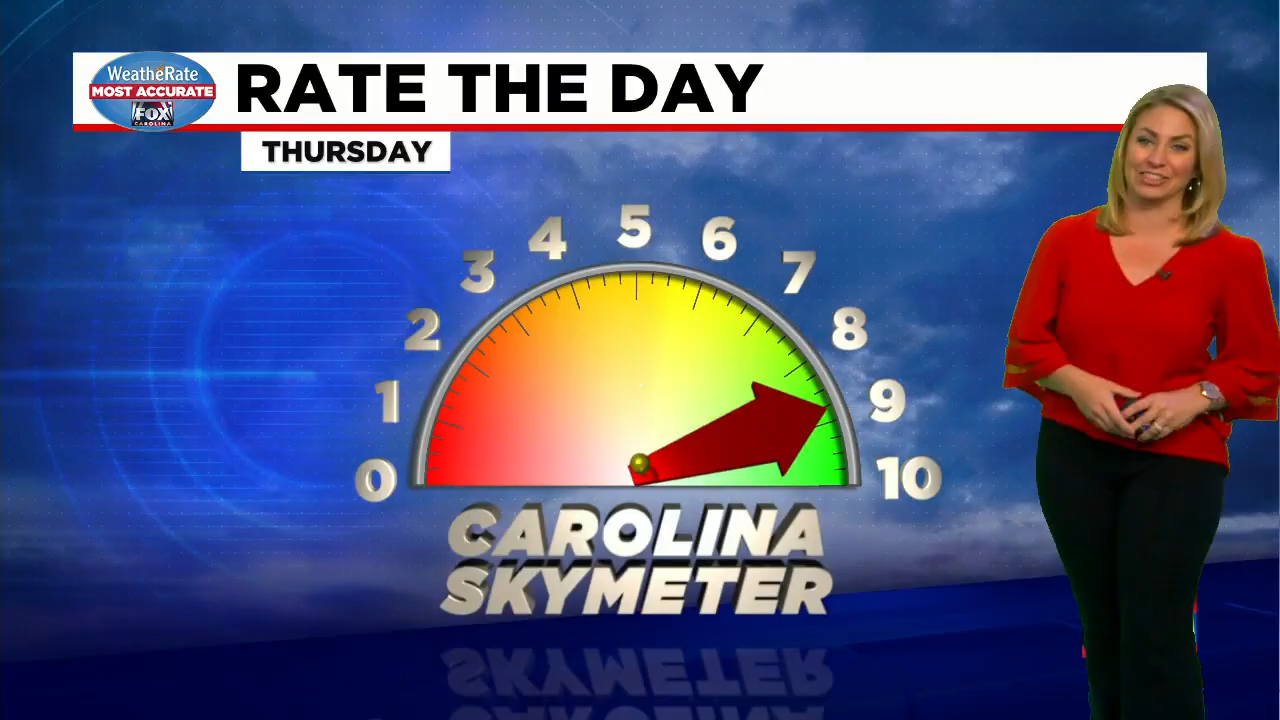 WeatheRate
MOST ACCURATE
FOX
CAROLINA
RATE THE DAY
THURSDAY
0
1
2
3
4
5
6
7
8
9
10
CAROLINA
SKYMETER